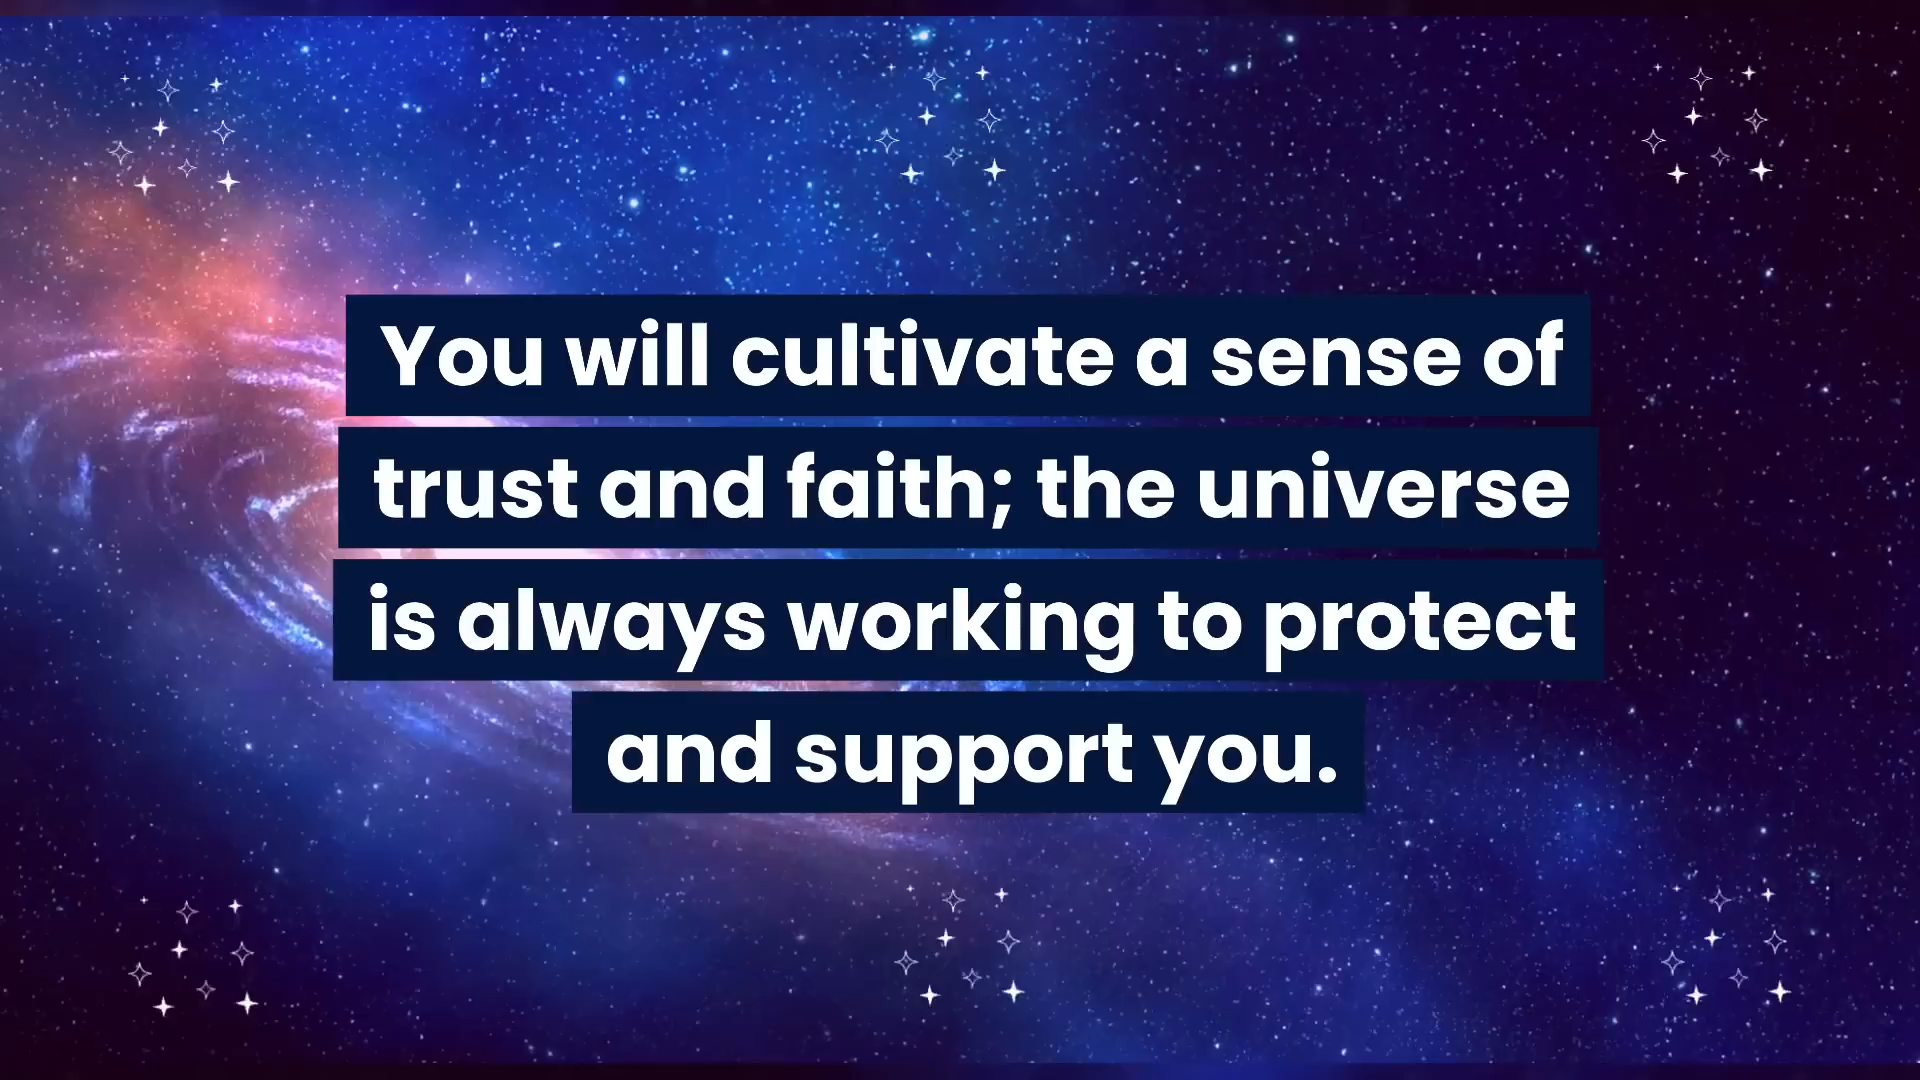 You will cultivate a sense of
trust and faith; the universe
is always working to protect
and support you.